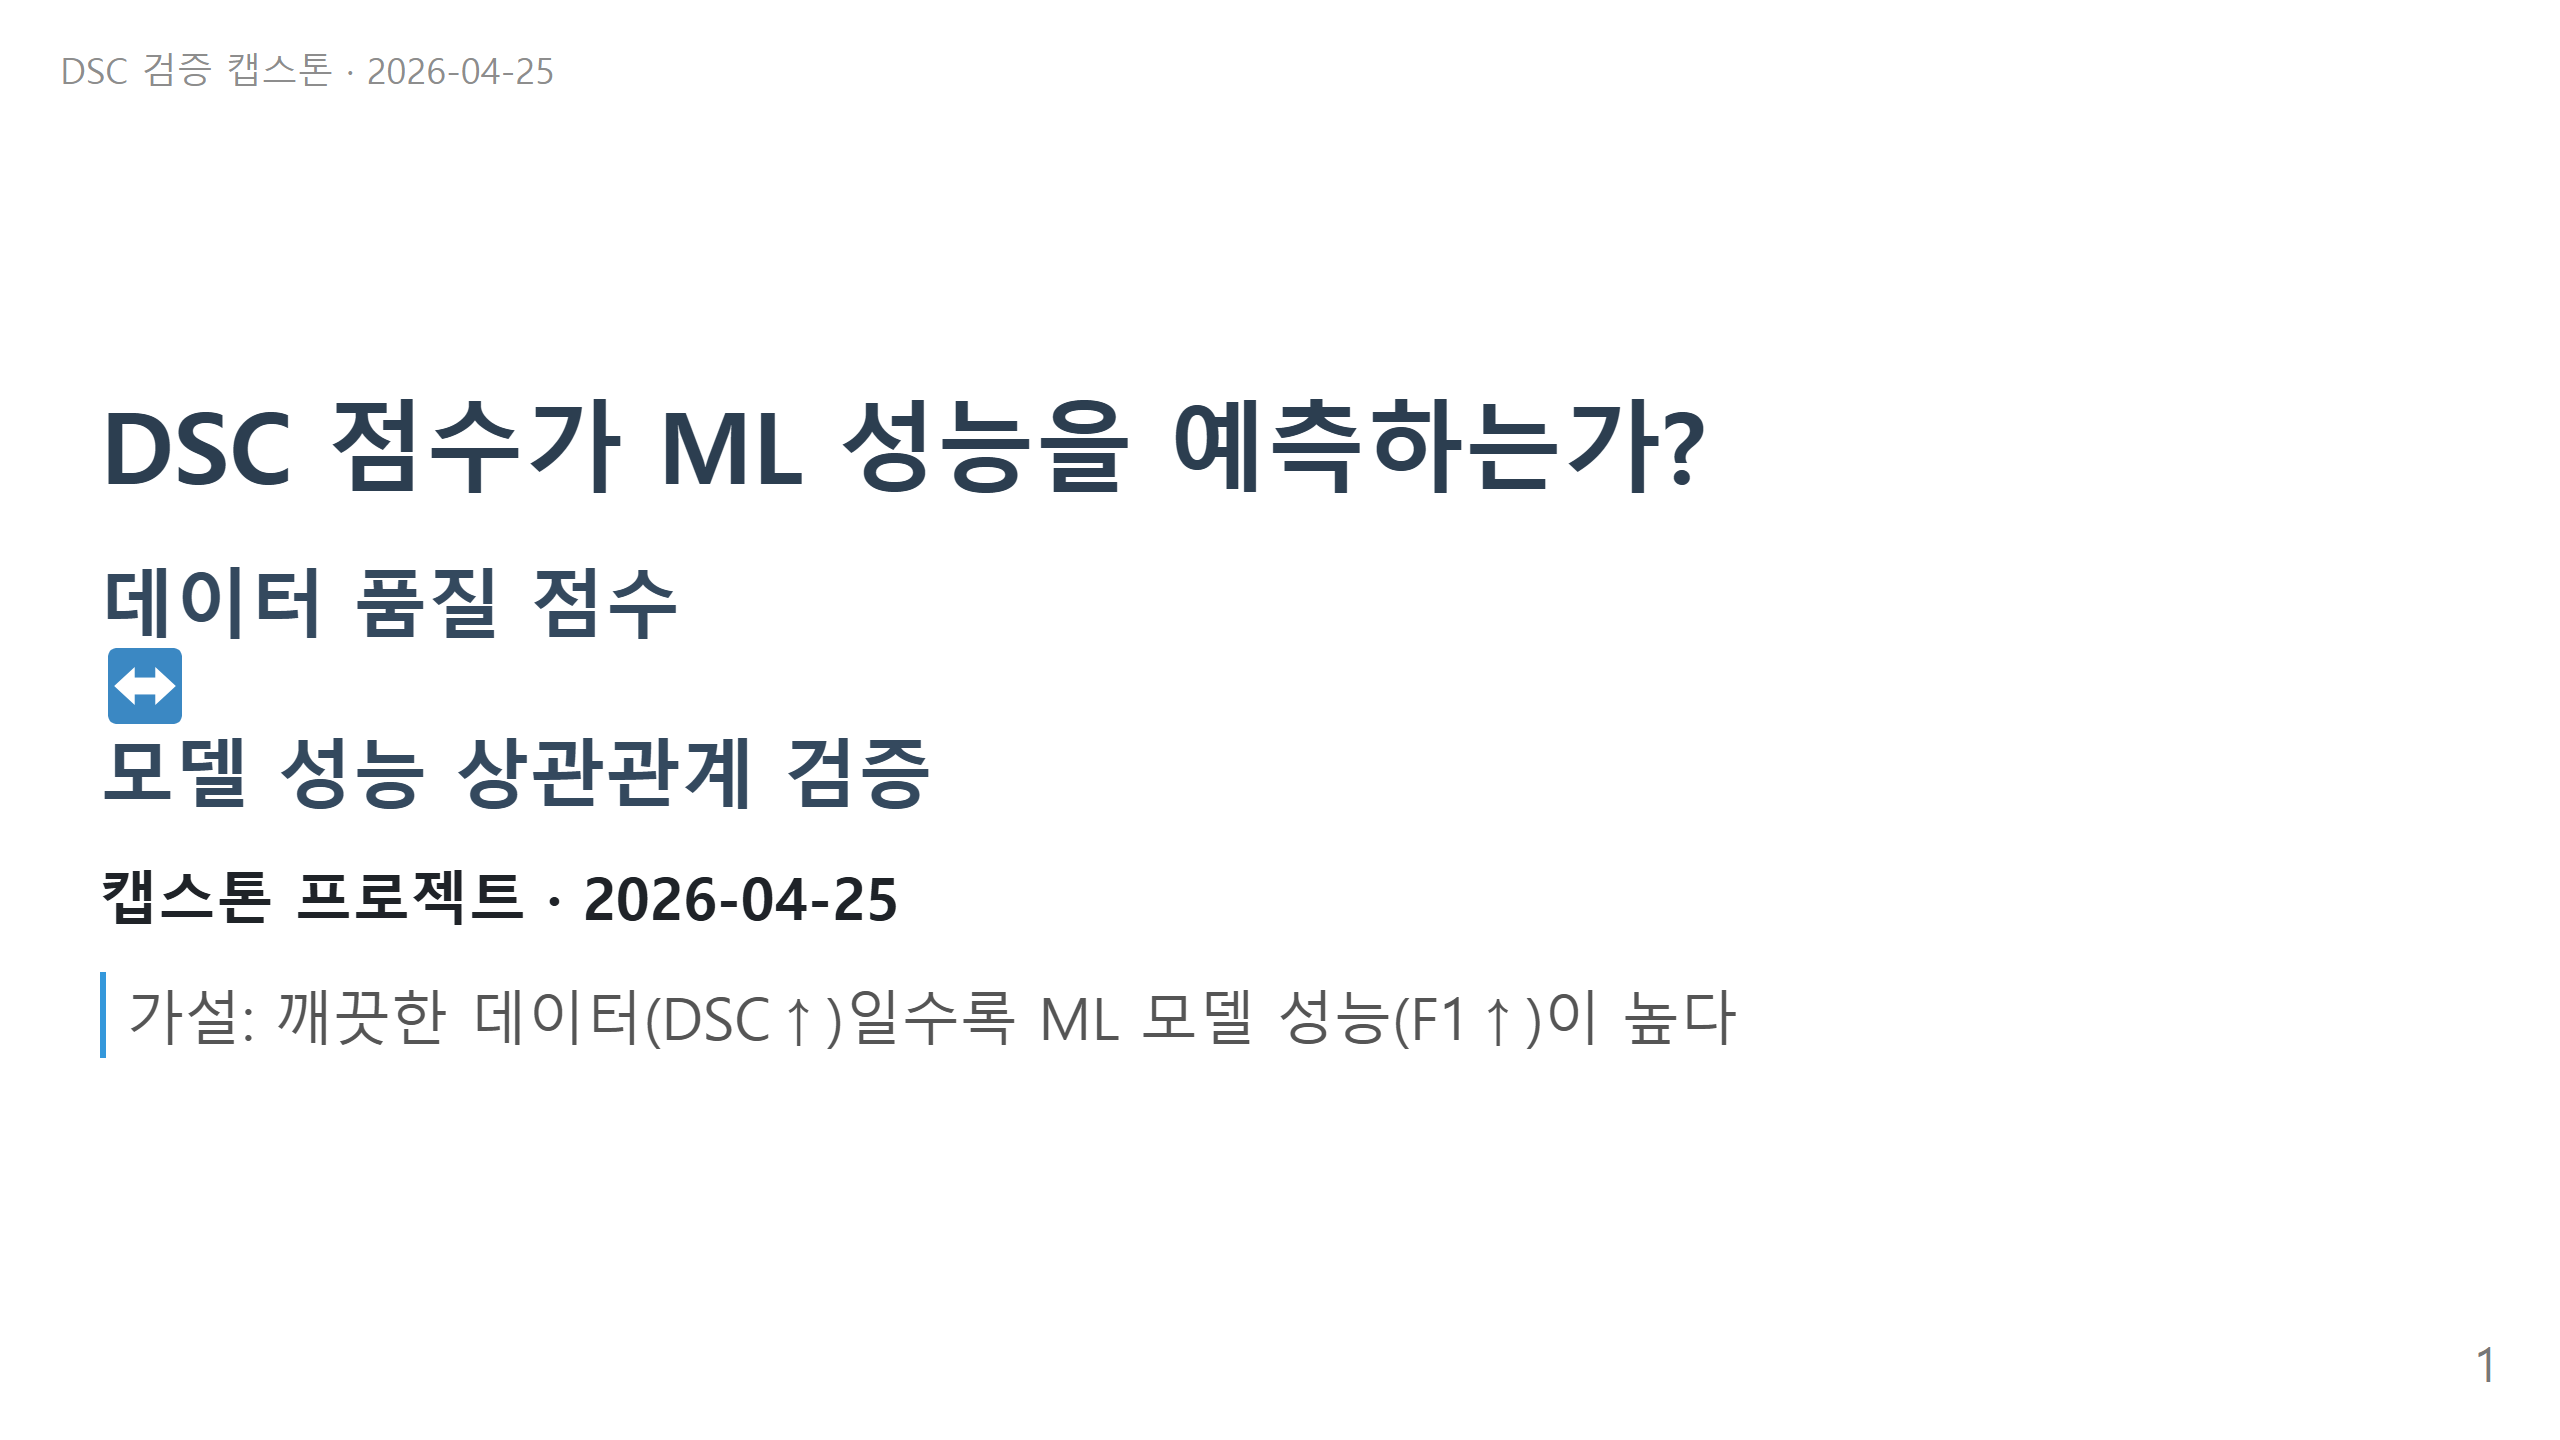 DSC 검증 캡스톤 · 2026-04-25
DSC 점수가 ML 성능을 예측하는가?
데이터 품질 점수
↔️
모델 성능 상관관계 검증
캡스톤 프로젝트 · 2026-04-25
가설: 깨끗한 데이터(DSC↑)일수록 ML 모델 성능(F1↑)이 높다
1